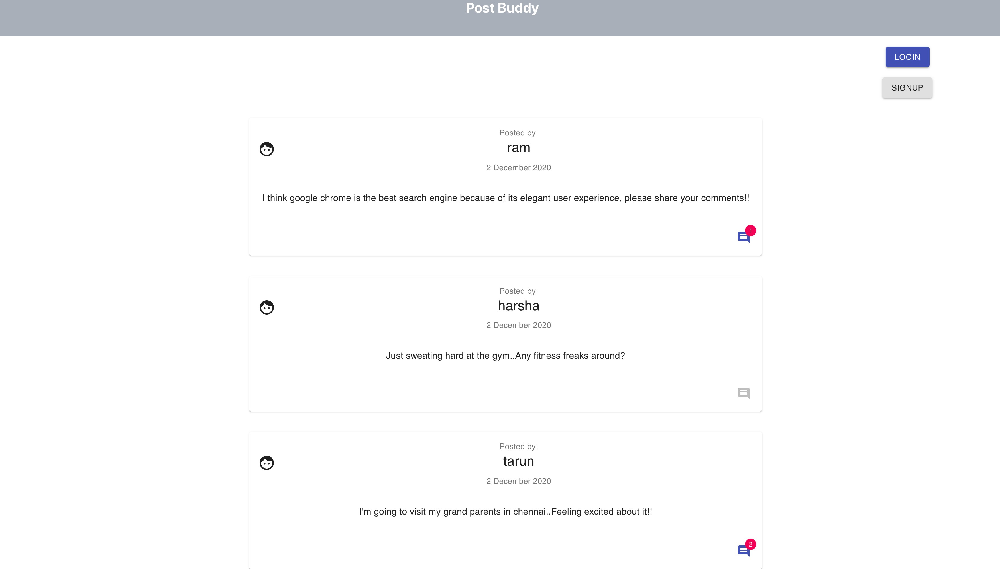 Post Buddy
LOGIN
SIGNUP
Posted by:
ram
2 December 2020
I think google chrome is the best search engine because of its elegant user experience, please share your comments!!
1
Posted by:
harsha
2 December 2020
Just sweating hard at the gym..Any fitness freaks around?
Posted by:
tarun
2 December 2020
I'm going to visit my grand parents in chennai..Feeling excited about it!!
2